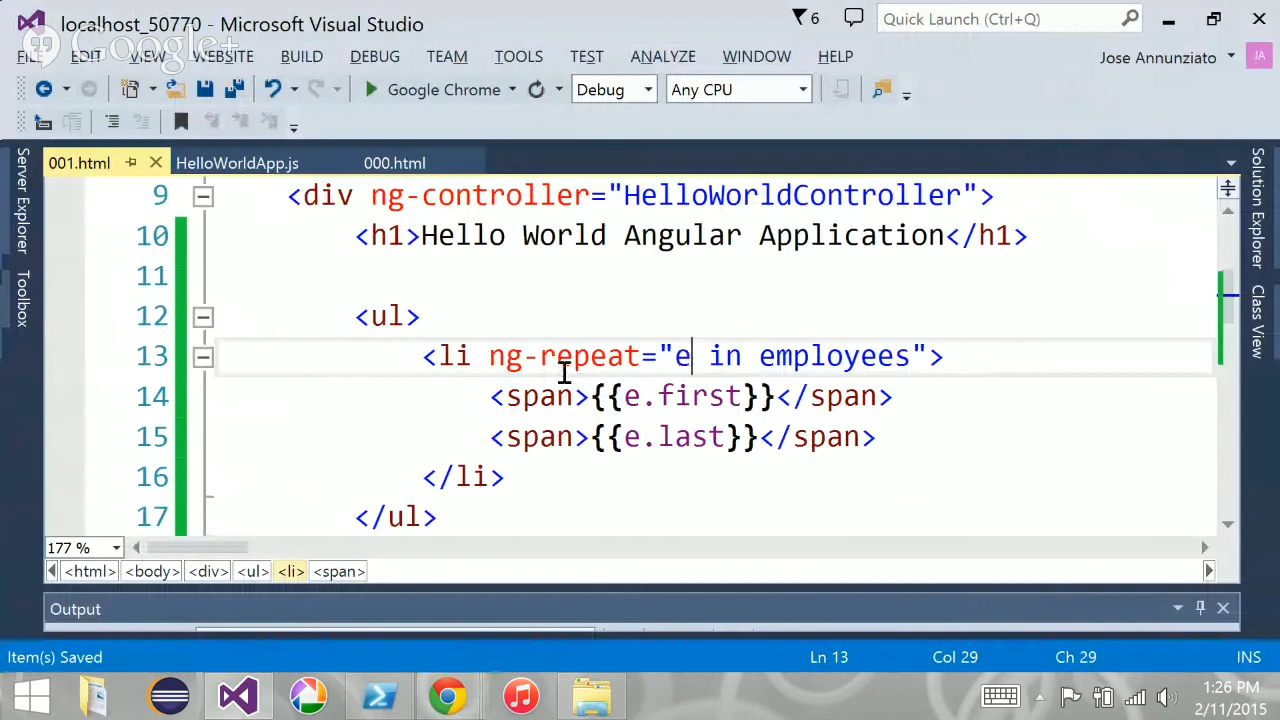 localhost_50770 - Microsoft Visual Studio
6
Quick Launch (Ctrl+Q)
Google+
FILE EDIT VIEW WEBSITE BUILD DEBUG TEAM TOOLS TEST ANALYZE WINDOW HELP
Jose Annunziato
JA
Google Chrome
Debug
Any CPU
Server Explorer
Toolbox
001.html
HelloWorldApp.js
000.html
Solution Explorer
Class View
9 <div ng-controller="HelloWorldController">
10 <h1>Hello World Angular Application</h1>
11
12 <ul>
13 <li ng-repeat="e in employees">
14 <span>{{e.first}}</span>
15 <span>{{e.last}}</span>
16 </li>
17 </ul>
177 %
<html> <body> <div> <ul> <li> <span>
Output
Item(s) Saved
Ln 13
Col 29
Ch 29
INS
1:26 PM
2/11/2015